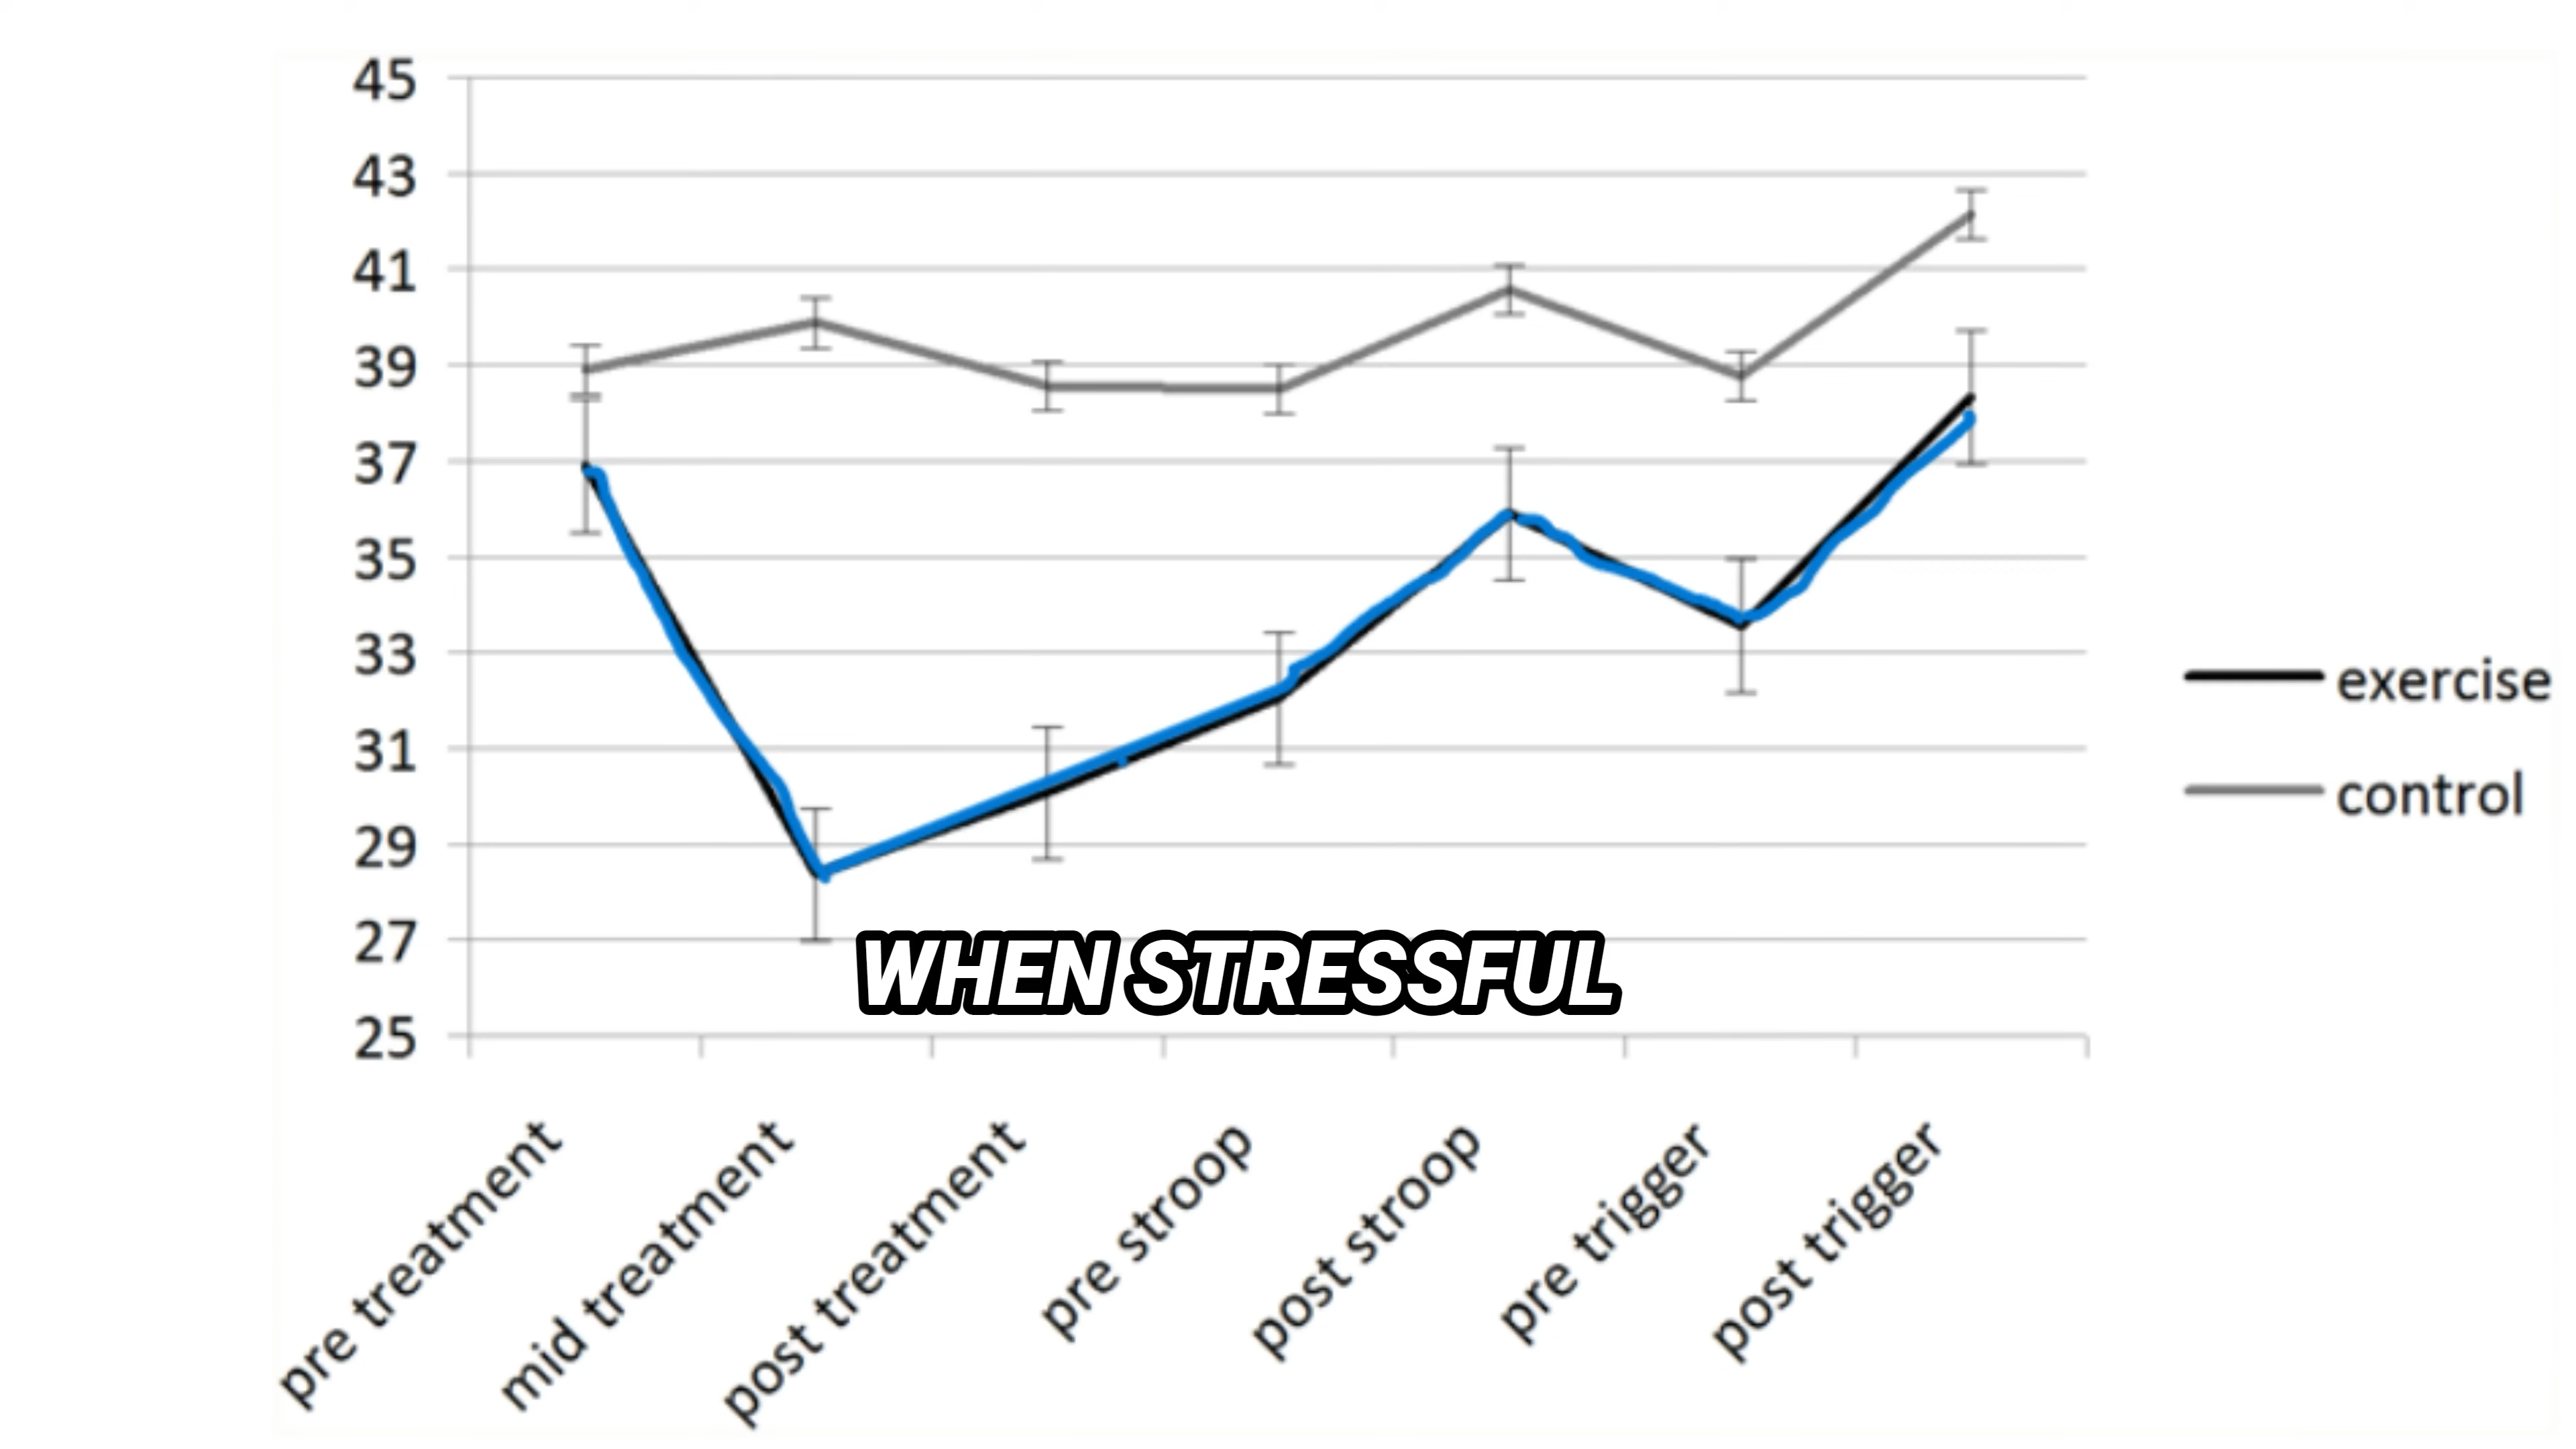 45
43
41
39
37
35
33
31
29
27
25
exercise
control
WHEN STRESSFUL
pre treatment
mid treatment
post treatment
pre stroop
post stroop
pre trigger
post trigger